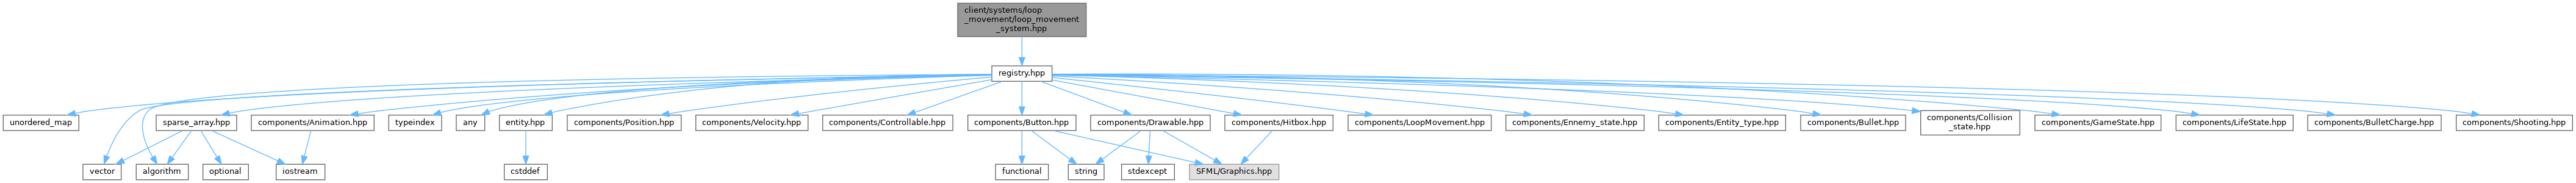 client/systems/loop
_movement/loop_movement
_system.hpp
registry.hpp
unordered_map
sparse_array.hpp
components/Animation.hpp
typeindex
any
entity.hpp
components/Position.hpp
components/Velocity.hpp
components/Controllable.hpp
components/Button.hpp
components/Drawable.hpp
components/Hitbox.hpp
components/LoopMovement.hpp
components/Ennemy_state.hpp
components/Entity_type.hpp
components/Bullet.hpp
components/Collision
_state.hpp
components/GameState.hpp
components/LifeState.hpp
components/BulletCharge.hpp
components/Shooting.hpp
vector
algorithm
optional
iostream
cstddef
functional
string
stdexcept
SFML/Graphics.hpp